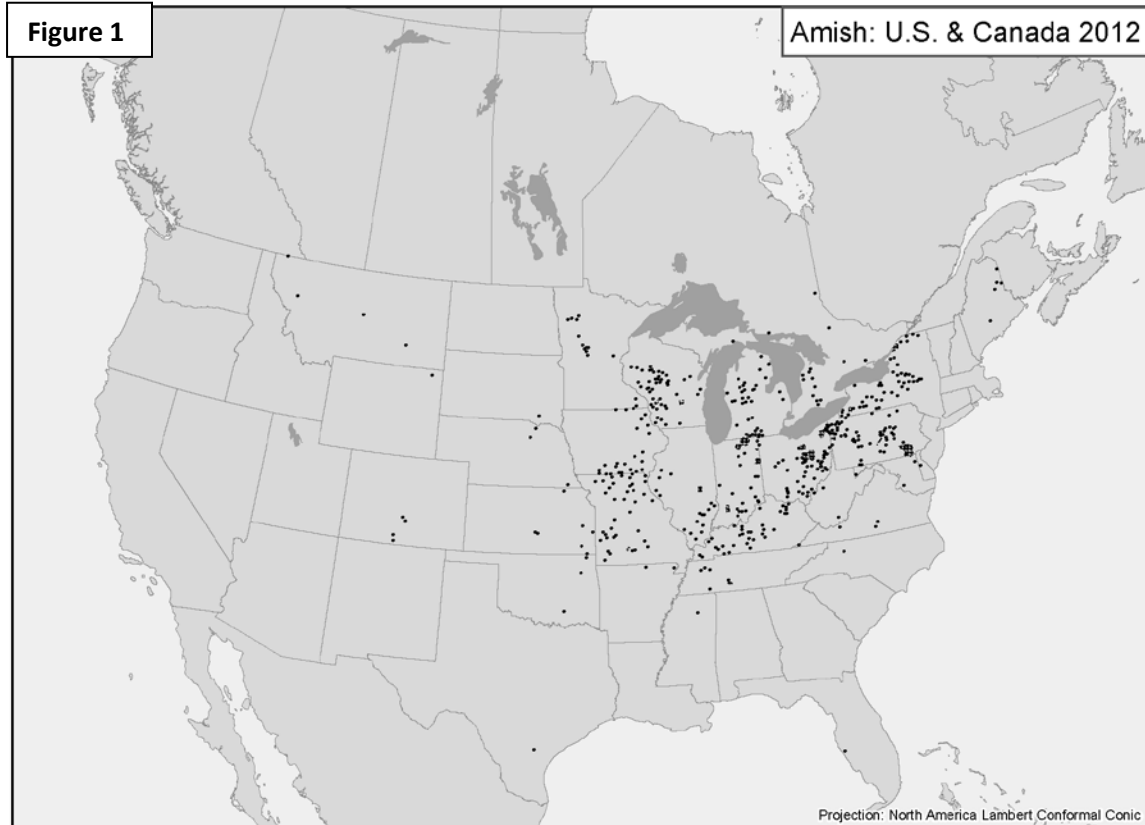 Figure 1
Amish: U.S. & Canada 2012
Projection: North America Lambert Conformal Conic